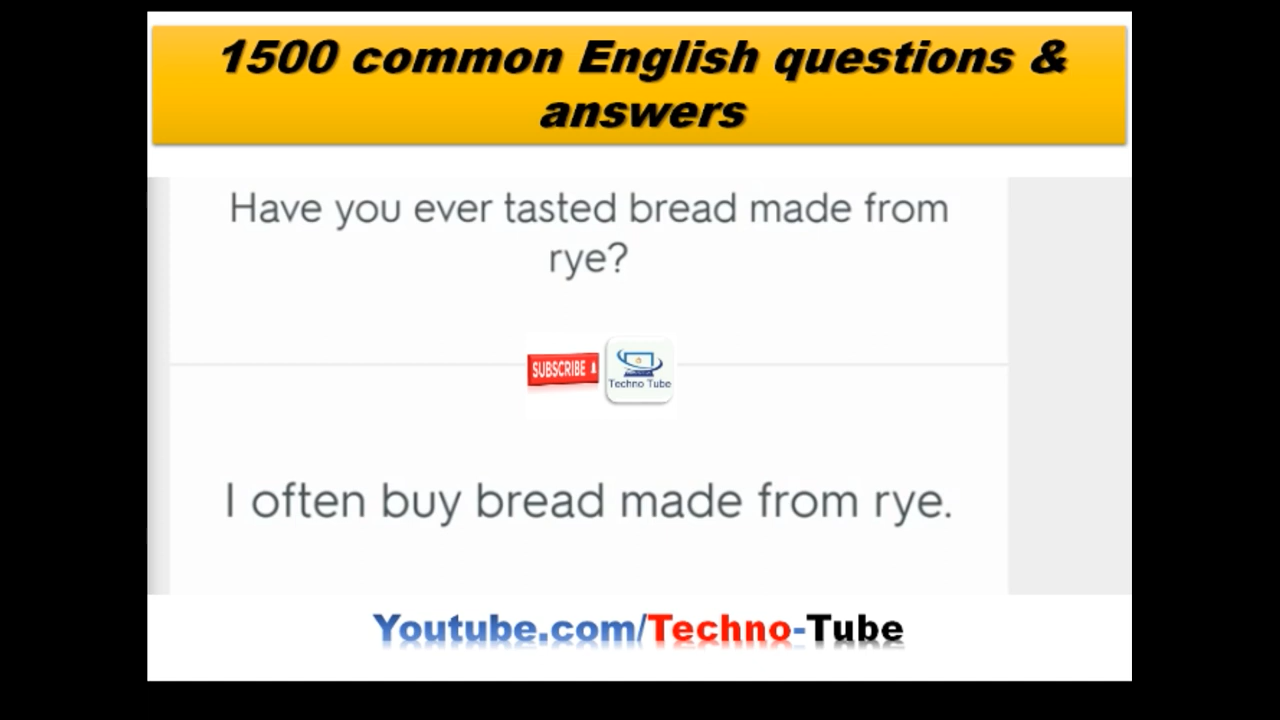 1500 common English questions &
answers
Have you ever tasted bread made from
rye?
SUBSCRIBE
Techno Tube
I often buy bread made from rye.
Youtube.com/Techno-Tube